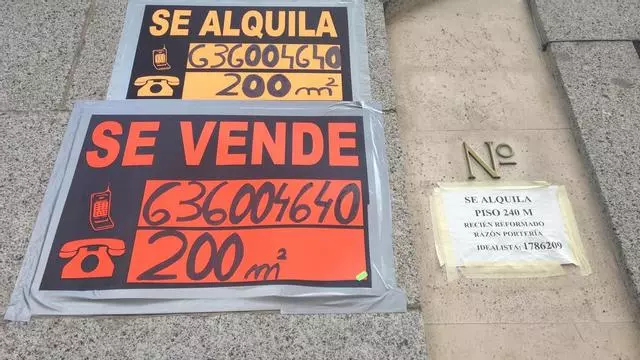 SE ALQUILA
636004640
200 m²
SE VENDE
636004640
200 m²
Nº
SE ALQUILA
PISO 240 M
RECIÉN REFORMADO
RAZÓN PORTERÍA
IDEALISTA: 1786209